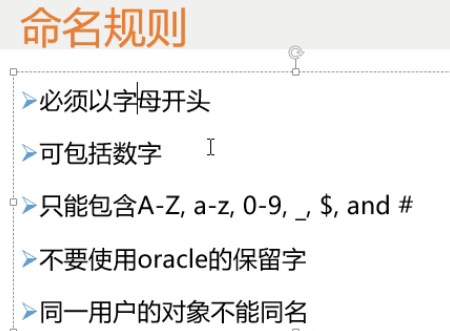 命名规则
必须以字母开头
可包括数字
只能包含A-Z, a-z, 0-9, _, $, and #
不要使用oracle的保留字
同一用户的对象不能同名